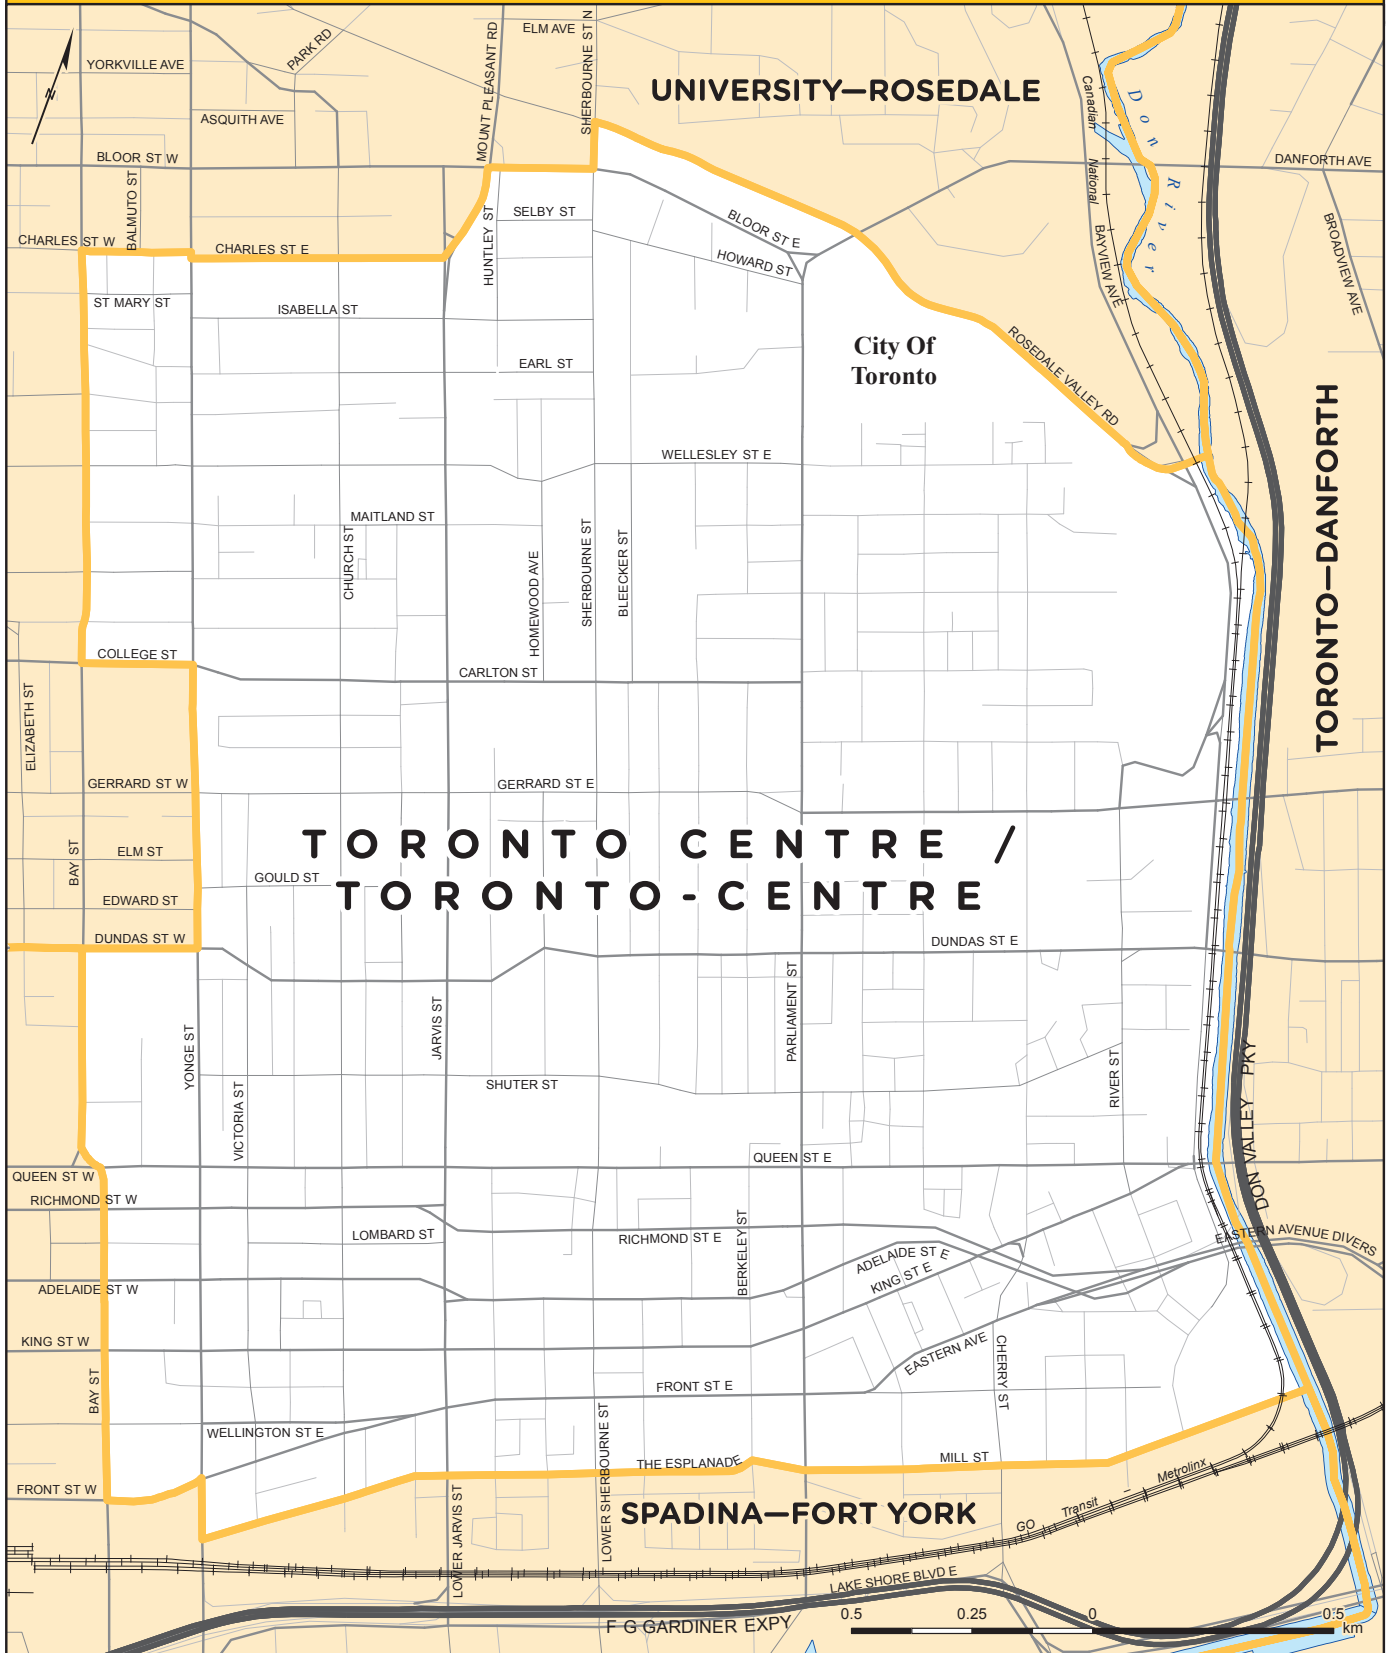 ELM AVE
YORKVILLE AVE
PARK RD
MOUNT PLEASANT RD
SHERBOURNE ST N
UNIVERSITY—ROSEDALE
Canadian National
Don River
N
ASQUITH AVE
BLOOR ST W
DANFORTH AVE
BALMUTO ST
CHARLES ST W
CHARLES ST E
HUNTLEY ST
SELBY ST
BLOOR ST E
HOWARD ST
BAYVIEW AVE
BROADVIEW AVE
ST MARY ST
ISABELLA ST
EARL ST
City Of
Toronto
ROSEDALE VALLEY RD
TORONTO—DANFORTH
WELLESLEY ST E
MAITLAND ST
CHURCH ST
HOMEWOOD AVE
SHERBOURNE ST
BLEECKER ST
COLLEGE ST
CARLTON ST
ELIZABETH ST
GERRARD ST W
GERRARD ST E
TORONTO CENTRE /
TORONTO-CENTRE
BAY ST
ELM ST
GOULD ST
EDWARD ST
DUNDAS ST W
DUNDAS ST E
YONGE ST
JARVIS ST
PARLIAMENT ST
SHUTER ST
VICTORIA ST
RIVER ST
DON VALLEY PKY
QUEEN ST W
QUEEN ST E
RICHMOND ST W
LOMBARD ST
RICHMOND ST E
BERKELEY ST
ADELAIDE ST E
KING ST E
EASTERN AVENUE DIVERS
ADELAIDE ST W
KING ST W
BAY ST
EASTERN AVE
CHERRY ST
FRONT ST E
WELLINGTON ST E
LOWER SHERBOURNE ST
THE ESPLANADE
MILL ST
FRONT ST W
LOWER JARVIS ST
SPADINA—FORT YORK
GO Transit - Metrolinx
LAKE SHORE BLVD E
F G GARDINER EXPY
0.5 0.25 0 0.5
km